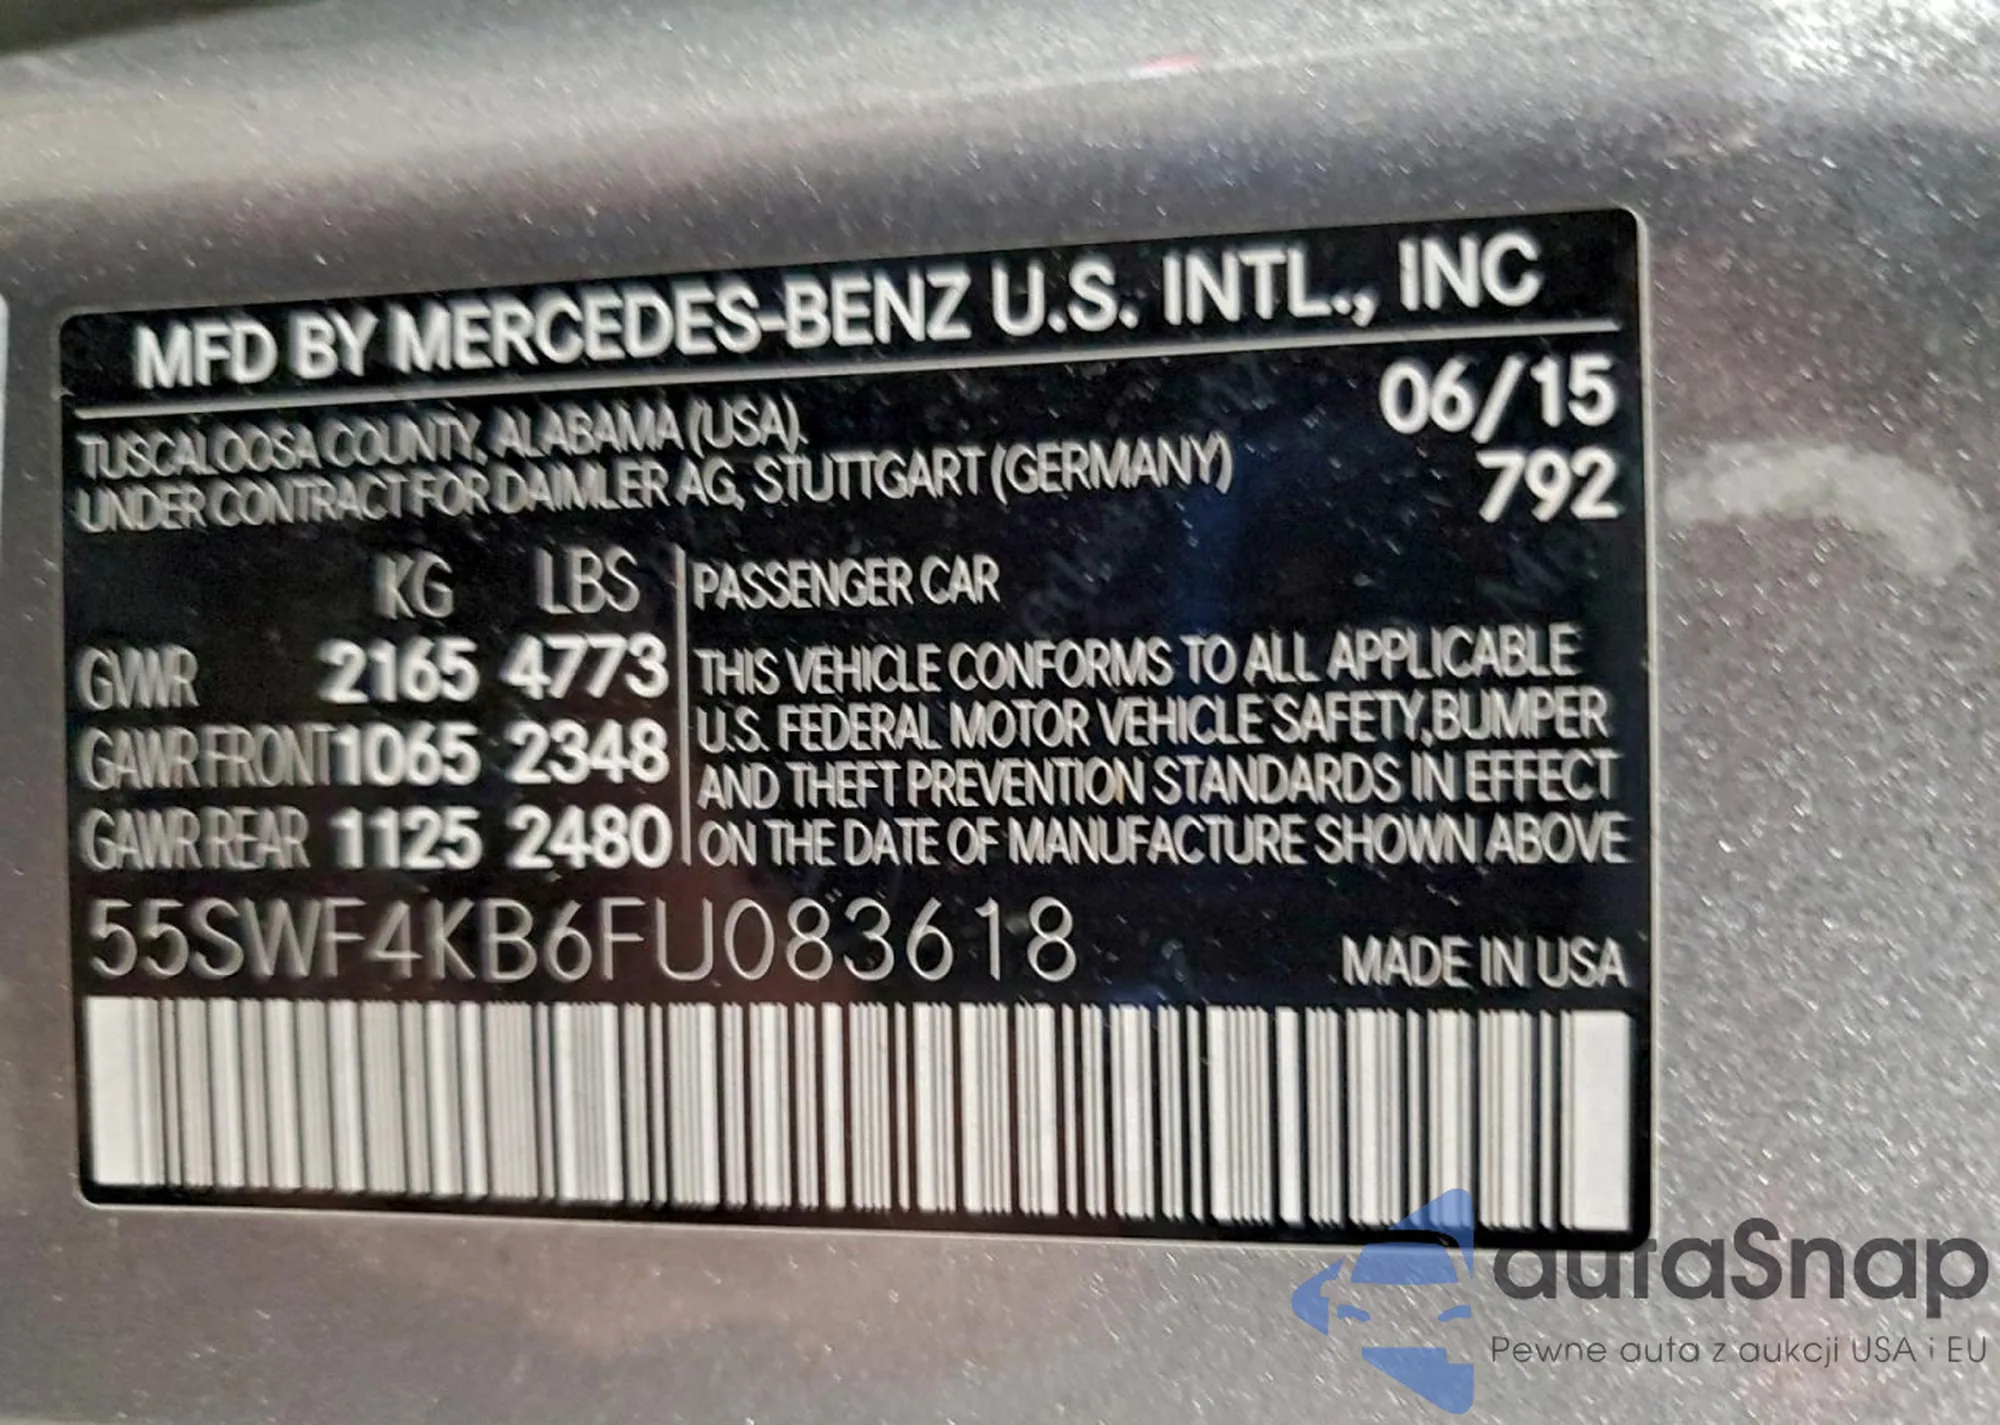 MFD BY MERCEDES-BENZ U.S. INTL., INC
06/15
TUSCALOOSA COUNTY, ALABAMA (USA).
UNDER CONTRACT FOR DAIMLER AG, STUTTGART (GERMANY)
792
KG LBS
GVWR 2165 4773
GAWR FRONT 1065 2348
GAWR REAR 1125 2480
PASSENGER CAR
THIS VEHICLE CONFORMS TO ALL APPLICABLE
U.S. FEDERAL MOTOR VEHICLE SAFETY,BUMPER
AND THEFT PREVENTION STANDARDS IN EFFECT
ON THE DATE OF MANUFACTURE SHOWN ABOVE
55SWF4KB6FU083618
MADE IN USA
autaSnap
Pewne auta z aukcji USA i EU